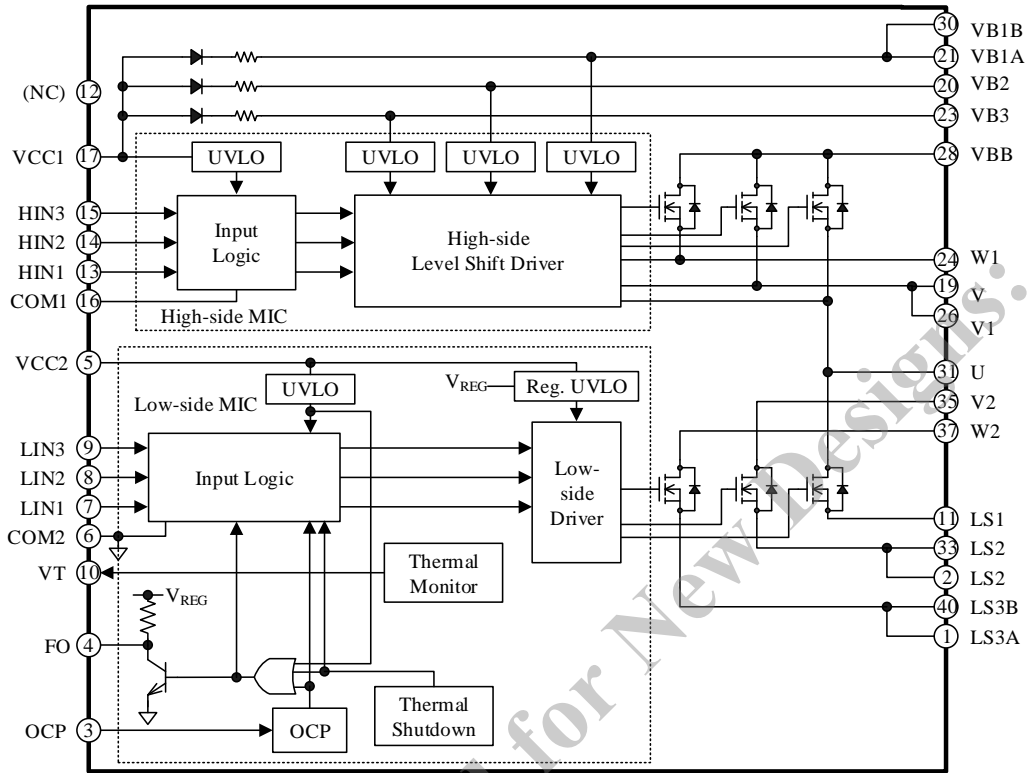 30 VB1B
21 VB1A
(NC) 12
20 VB2
23 VB3
VCC1 17
UVLO UVLO UVLO UVLO
28 VBB
HIN3 15
HIN2 14
HIN1 13
COM1 16
Input
Logic
High-side
Level Shift Driver
High-side MIC
24 W1
19 V
26 V1
VCC2 5
UVLO
VREG
Reg. UVLO
Low-side MIC
31 U
35 V2
37 W2
LIN3 9
LIN2 8
LIN1 7
COM2 6
Input Logic
Low-
side
Driver
11 LS1
33 LS2
2 LS2
40 LS3B
1 LS3A
VT 10
Thermal
Monitor
VREG
FO 4
Thermal
Shutdown
OCP 3
OCP
for New Designs: